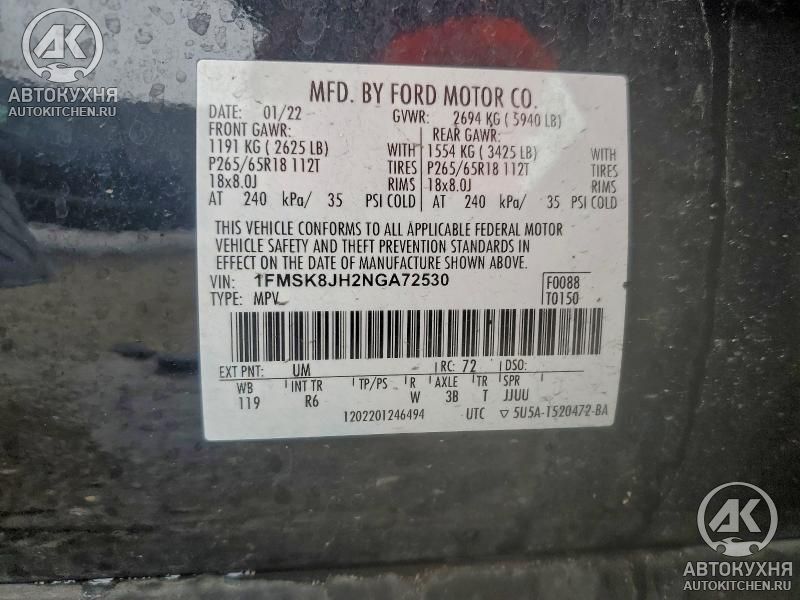 АК
АВТОКУХНЯ
AUTOKITCHEN.RU
MFD. BY FORD MOTOR CO.
DATE: 01/22 GVWR: 2694 KG ( 5940 LB)
FRONT GAWR: REAR GAWR:
1191 KG ( 2625 LB) WITH 1554 KG ( 3425 LB) WITH
P265/65R18 112T TIRES P265/65R18 112T TIRES
18x8.0J RIMS 18x8.0J RIMS
AT 240 kPa/ 35 PSI COLD AT 240 kPa/ 35 PSI COLD
THIS VEHICLE CONFORMS TO ALL APPLICABLE FEDERAL MOTOR
VEHICLE SAFETY AND THEFT PREVENTION STANDARDS IN
EFFECT ON THE DATE OF MANUFACTURE SHOWN ABOVE.
VIN: 1FMSK8JH2NGA72530 F0088
TYPE: MPV T0150
EXT PNT: UM RC: 72 DSO:
WB INT TR TP/PS R AXLE TR SPR
119 R6 W 3B T JJUU
1202201246494 UTC ▽ 5U5A-1520472-BA
АК
АВТОКУХНЯ
AUTOKITCHEN.RU